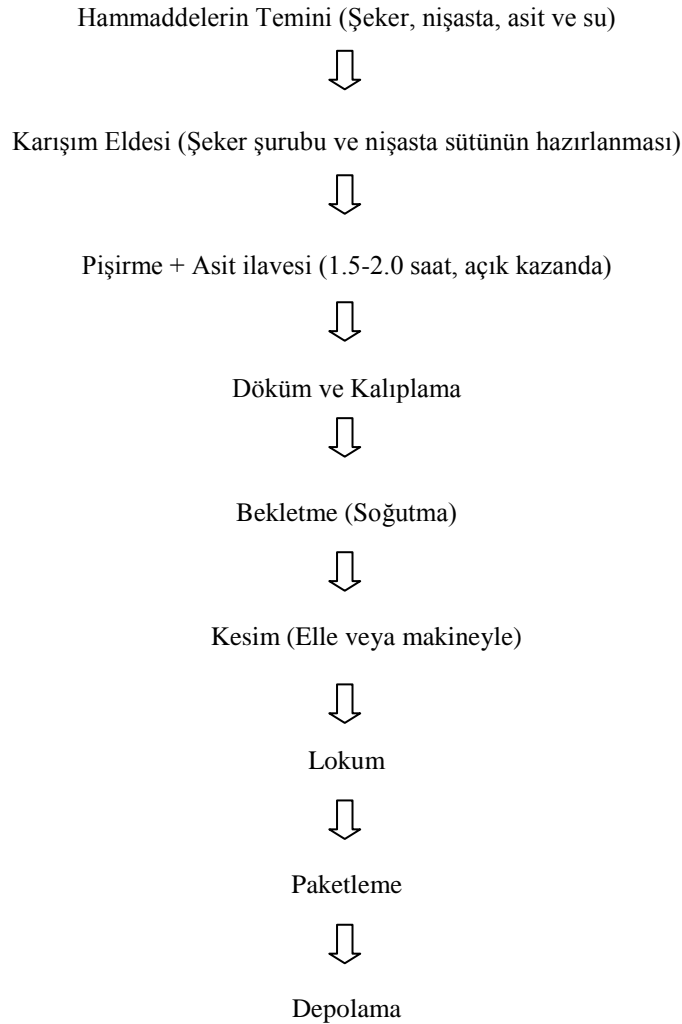 Hammaddelerin Temini (Şeker, nişasta, asit ve su)
Karışım Eldesi (Şeker şurubu ve nişasta sütünün hazırlanması)
Pişirme + Asit ilavesi (1.5-2.0 saat, açık kazanda)
Döküm ve Kalıplama
Bekletme (Soğutma)
Kesim (Elle veya makineyle)
Lokum
Paketleme
Depolama